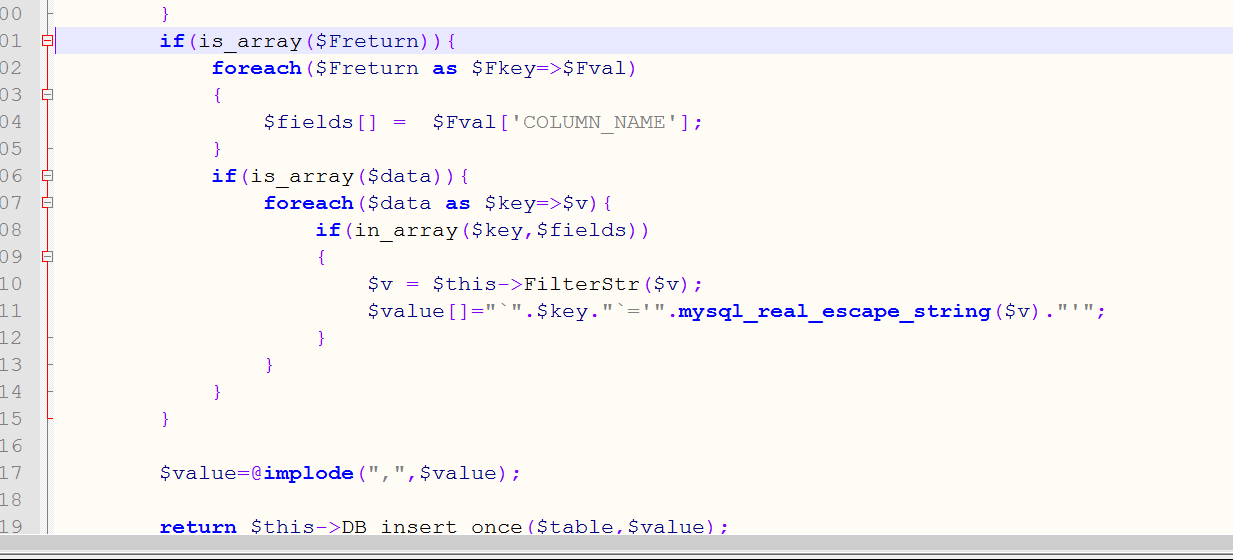 00 }
01 if(is_array($Freturn)){
02 foreach($Freturn as $Fkey=>$Fval)
03 {
04 $fields[] =  $Fval['COLUMN_NAME'];
05 }
06 if(is_array($data)){
07 foreach($data as $key=>$v){
08 if(in_array($key,$fields))
09 {
10 $v = $this->FilterStr($v);
11 $value[]="`".$key."`='".mysql_real_escape_string($v)."'";
12 }
13 }
14 }
15 }
16
17 $value=@implode(",",$value);
18
19 return $this->DB_insert_once($table,$value);